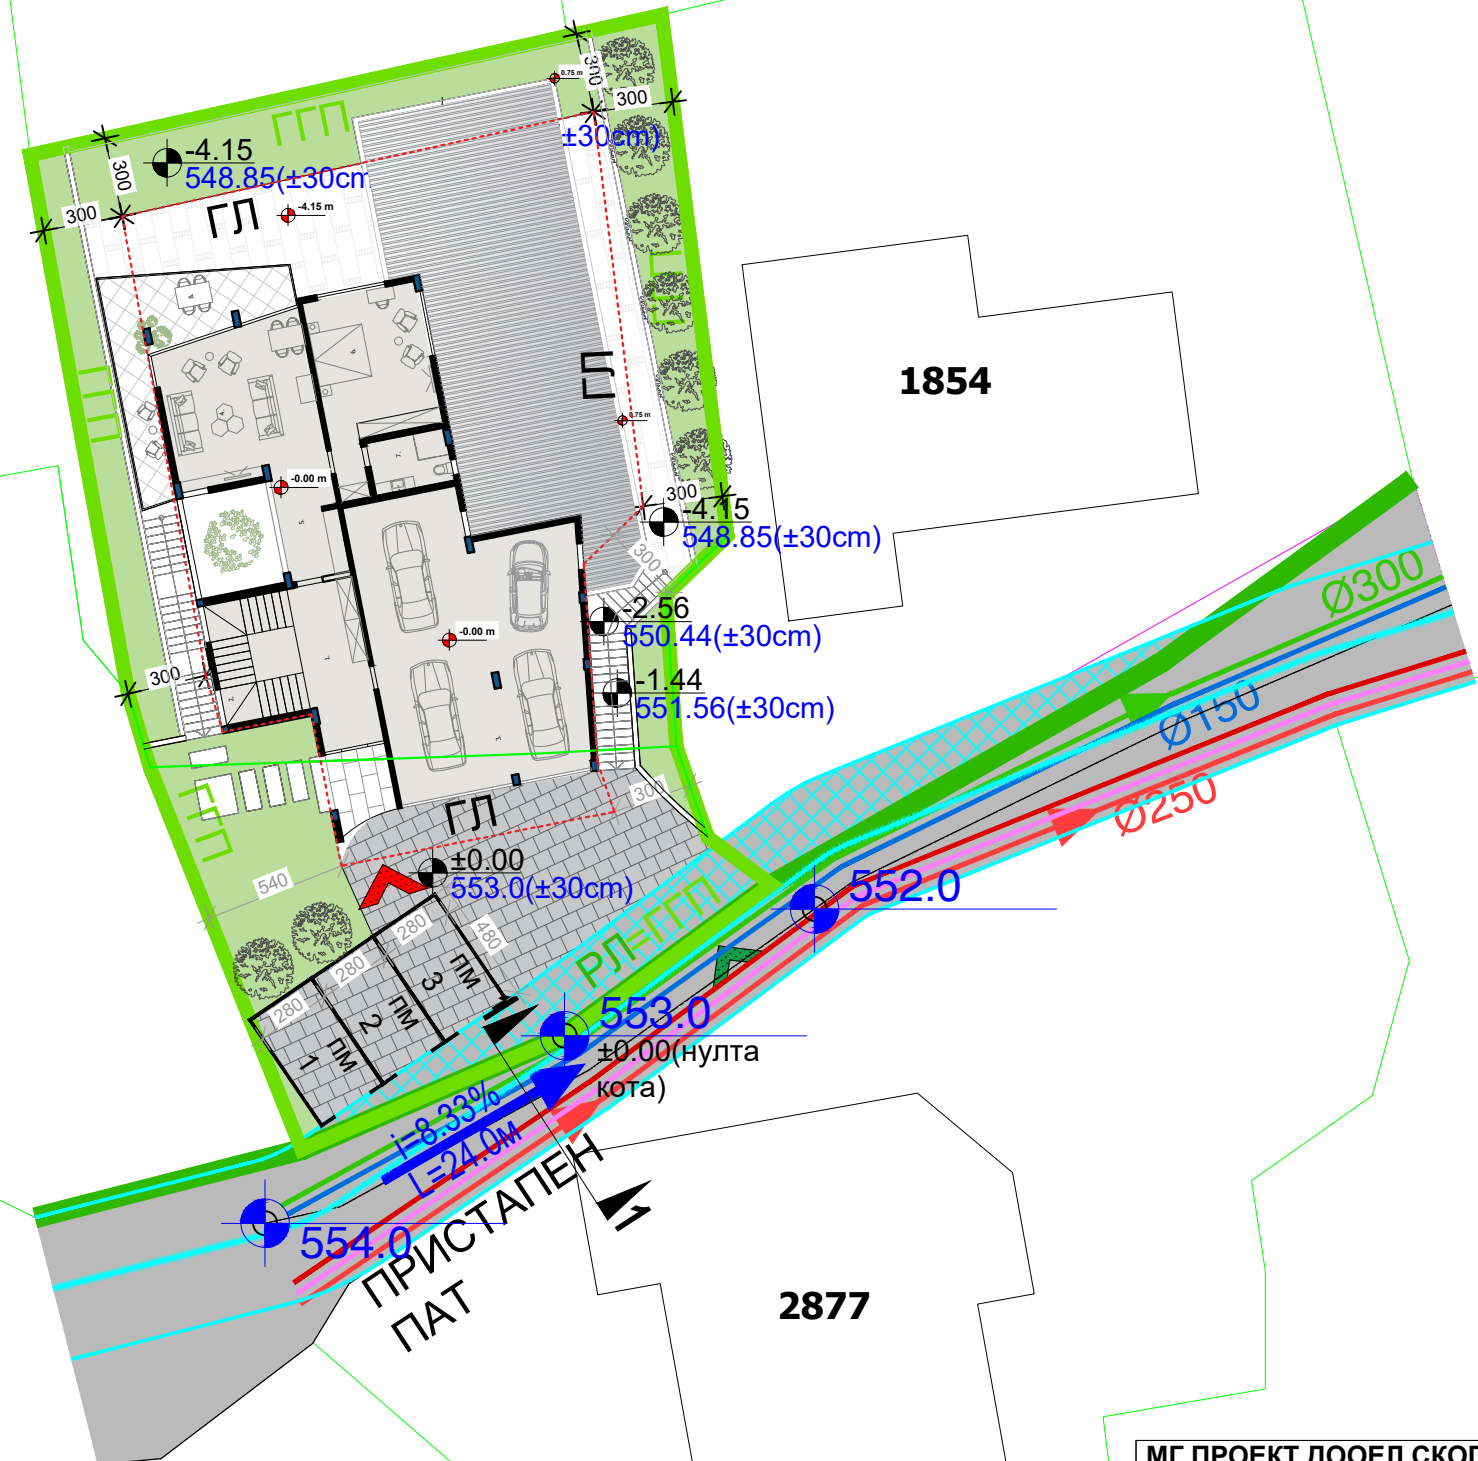 0.75 m
300
300
±30cm)
ГГП
-4.15
548.85(±30cm
300
300
ГЛ
-4.15 m
ГГП
ГЛ
1854
ГГП
0.75 m
-0.00 m
300
-4.15
548.85(±30cm)
300
Ø300
-2.56
550.44(±30cm)
-0.00 m
300
-1.44
551.56(±30cm)
Ø150
300
ГГП
ГЛ
Ø250
±0.00
553.0(±30cm)
540
552.0
280
480
РЛ=ГГП
280
280
3 ПМ
2 ПМ
1 ПМ
553.0
±0.00(нулта
кота)
i=8.33%
L=24.0м
ПРИСТАПЕН
ПАТ
1
554.0
2877
МГ ПРОЕКТ ДООЕЛ СКОП